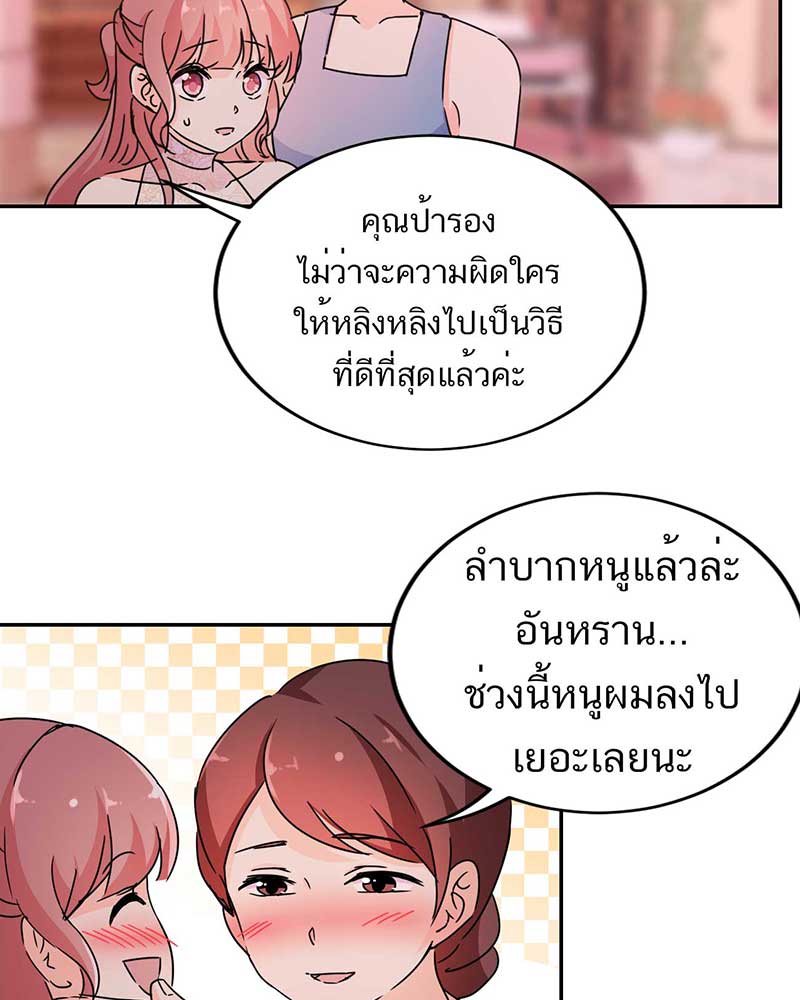 คุณป้ารอง
ไม่ว่าจะความผิดใคร
ให้หลิงหลิงไปเป็นวิธี
ที่ดีที่สุดแล้วค่ะ
ลำบากหนูแล้วล่ะ
อันหราน...
ช่วงนี้หนูผมลงไป
เยอะเลยนะ